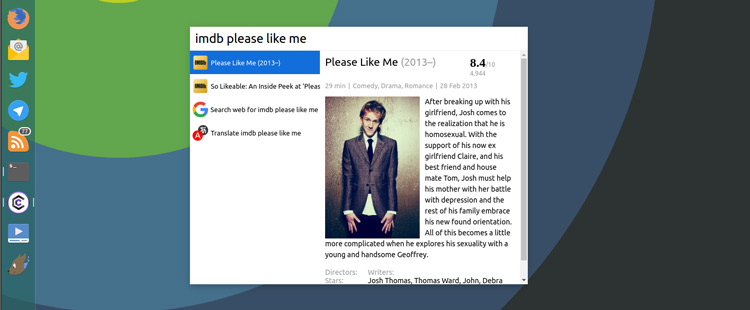 imdb please like me
Please Like Me (2013–)
So Likeable: An Inside Peek at 'Pleas
Search web for imdb please like me
Translate imdb please like me
Please Like Me (2013–)
8.4/10
4,944
29 min | Comedy, Drama, Romance | 28 Feb 2013
After breaking up with his
girlfriend, Josh comes to
the realization that he is
homosexual. With the
support of his now ex
girlfriend Claire, and his
best friend and house
mate Tom, Josh must help
his mother with her battle
with depression and the
rest of his family embrace
his new found orientation.
All of this becomes a little
more complicated when he explores his sexuality with a
young and handsome Geoffrey.
Directors: Writers:
Stars: Josh Thomas, Thomas Ward, John, Debra
77